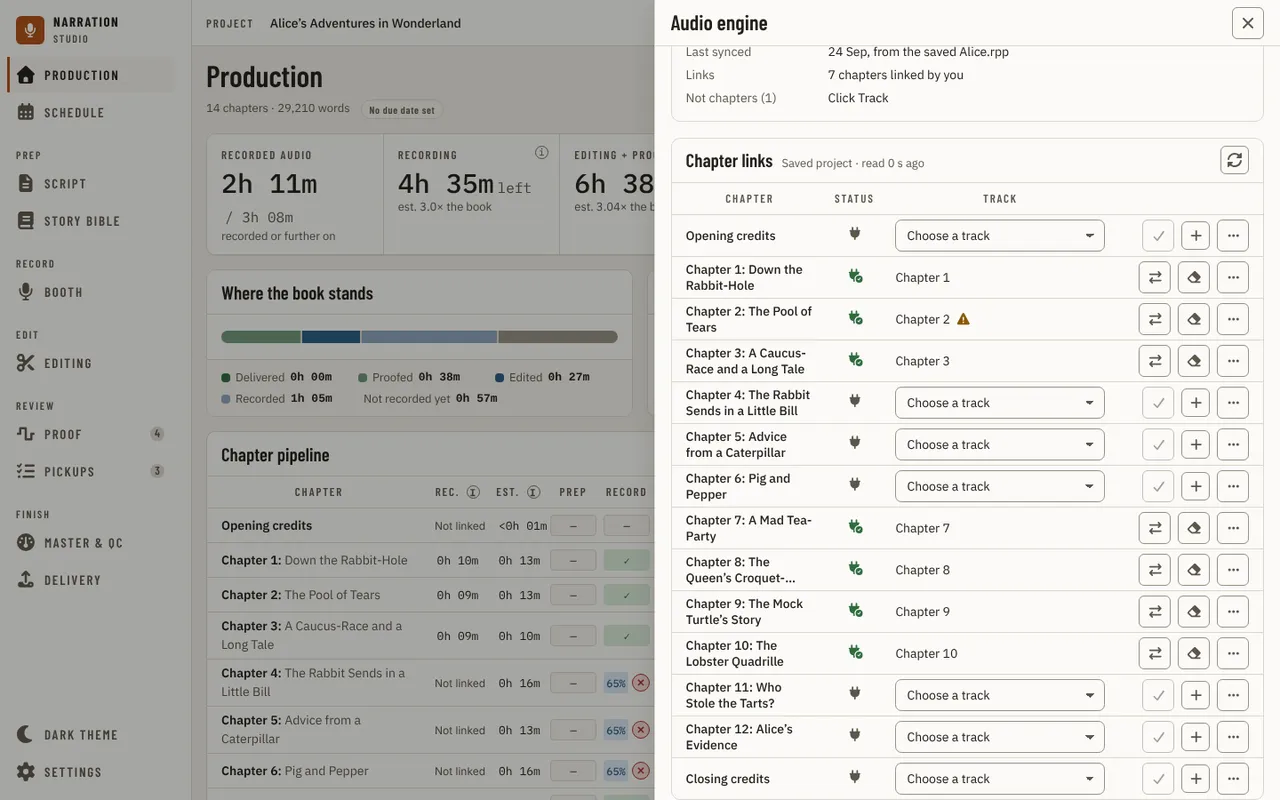 NARRATION
STUDIO
PRODUCTION
SCHEDULE
PREP
SCRIPT
STORY BIBLE
RECORD
BOOTH
EDIT
EDITING
REVIEW
PROOF 4
PICKUPS 3
FINISH
MASTER & QC
DELIVERY
DARK THEME
SETTINGS
PROJECT Alice's Adventures in Wonderland
Production
14 chapters · 29,210 words No due date set
RECORDED AUDIO
2h 11m
/ 3h 08m
recorded or further on
RECORDING
4h 35m left
est. 3.0× the book
EDITING + PRO
6h 38
est. 3.04× the b
Where the book stands
Delivered 0h 00m Proofed 0h 38m Edited 0h 27m
Recorded 1h 05m Not recorded yet 0h 57m
Chapter pipeline
CHAPTER REC. EST. PREP RECORD
Opening credits Not linked <0h 01m – –
Chapter 1: Down the Rabbit-Hole 0h 10m 0h 13m – ✓
Chapter 2: The Pool of Tears 0h 09m 0h 13m – ✓
Chapter 3: A Caucus-Race and a
Long Tale 0h 09m 0h 10m – ✓
Chapter 4: The Rabbit Sends in a
Little Bill Not linked 0h 16m – 65%
Chapter 5: Advice from a
Caterpillar Not linked 0h 13m – 65%
Chapter 6: Pig and Pepper Not linked 0h 16m – 65%
Audio engine
Last synced 24 Sep, from the saved Alice.rpp
Links 7 chapters linked by you
Not chapters (1) Click Track
Chapter links Saved project · read 0 s ago
CHAPTER STATUS TRACK
Opening credits Choose a track
Chapter 1: Down the
Rabbit-Hole Chapter 1
Chapter 2: The Pool of
Tears Chapter 2
Chapter 3: A Caucus-
Race and a Long Tale Chapter 3
Chapter 4: The Rabbit
Sends in a Little Bill Choose a track
Chapter 5: Advice
from a Caterpillar Choose a track
Chapter 6: Pig and
Pepper Choose a track
Chapter 7: A Mad Tea-
Party Chapter 7
Chapter 8: The
Queen's Croquet-... Chapter 8
Chapter 9: The Mock
Turtle's Story Chapter 9
Chapter 10: The
Lobster Quadrille Chapter 10
Chapter 11: Who
Stole the Tarts? Choose a track
Chapter 12: Alice's
Evidence Choose a track
Closing credits Choose a track